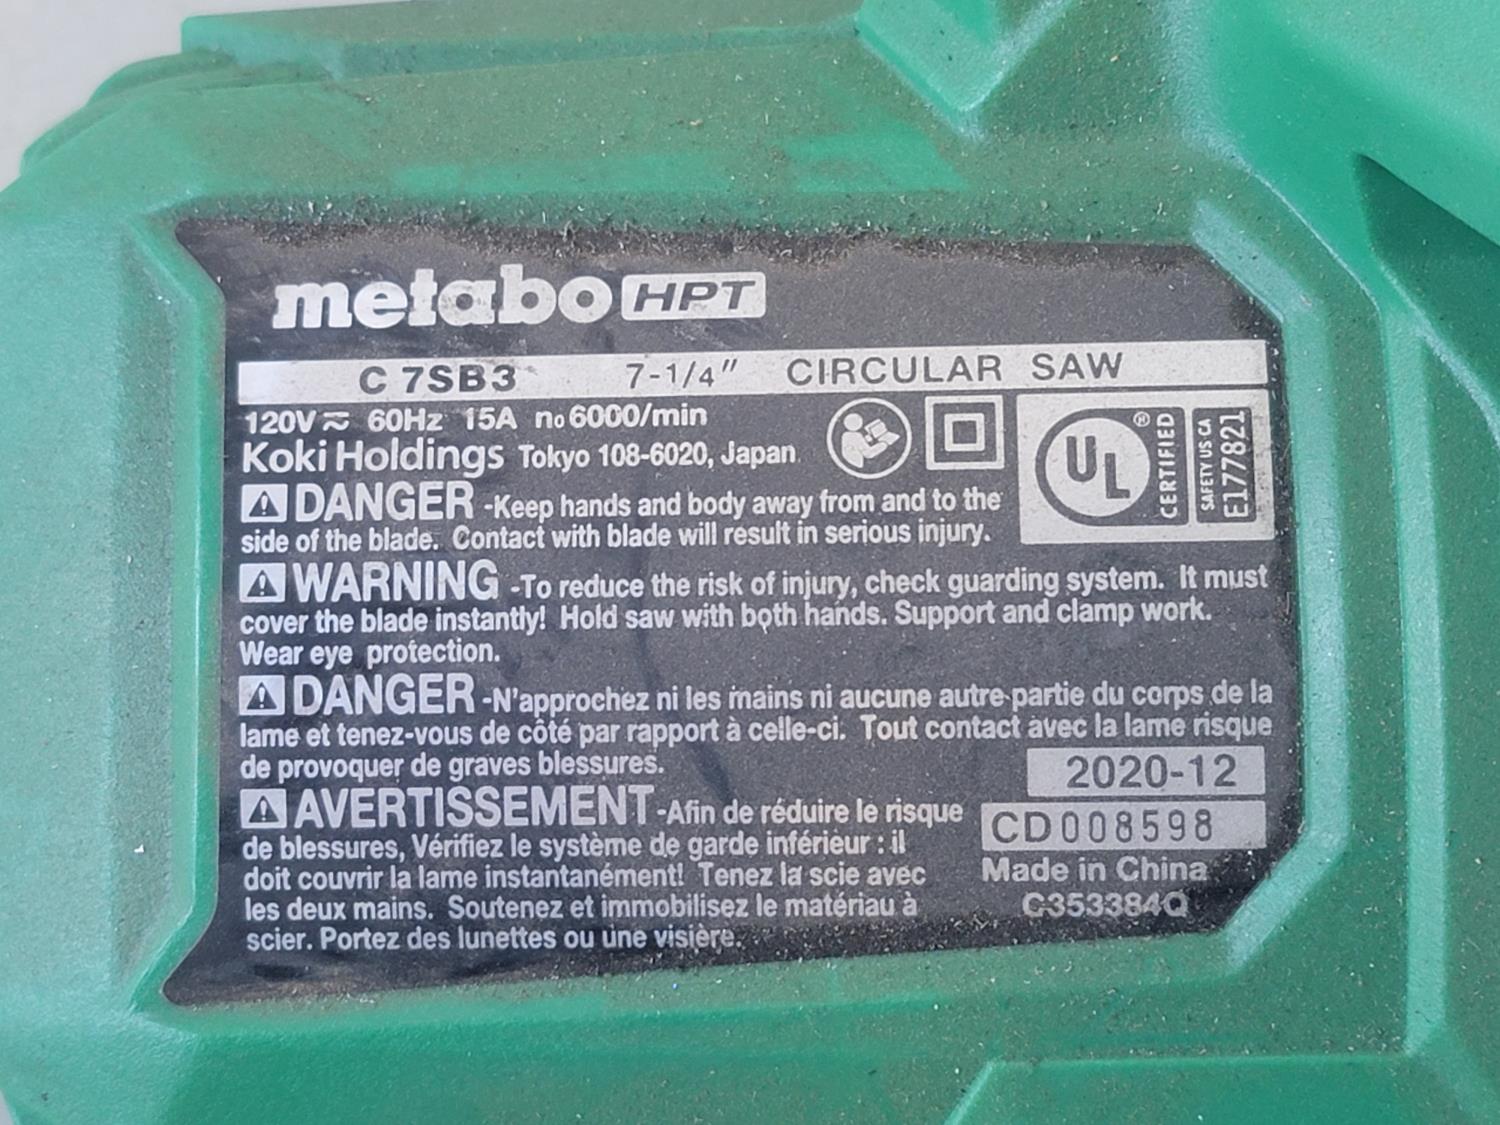 metabo HPT
C 7SB3 7-1/4" CIRCULAR SAW
120V ≂ 60Hz 15A no 6000/min
Koki Holdings Tokyo 108-6020, Japan
UL ® CERTIFIED SAFETY US CA E177821
DANGER -Keep hands and body away from and to the
side of the blade. Contact with blade will result in serious injury.
WARNING -To reduce the risk of injury, check guarding system. It must
cover the blade instantly! Hold saw with both hands. Support and clamp work.
Wear eye protection.
DANGER -N'approchez ni les mains ni aucune autre partie du corps de la
lame et tenez-vous de côté par rapport à celle-ci. Tout contact avec la lame risque
de provoquer de graves blessures.
AVERTISSEMENT -Afin de réduire le risque
de blessures, Vérifiez le système de garde inférieur : il
doit couvrir la lame instantanément! Tenez la scie avec
les deux mains. Soutenez et immobilisez le matériau à
scier. Portez des lunettes ou une visière.
2020-12
CD008598
Made in China
C353384Q